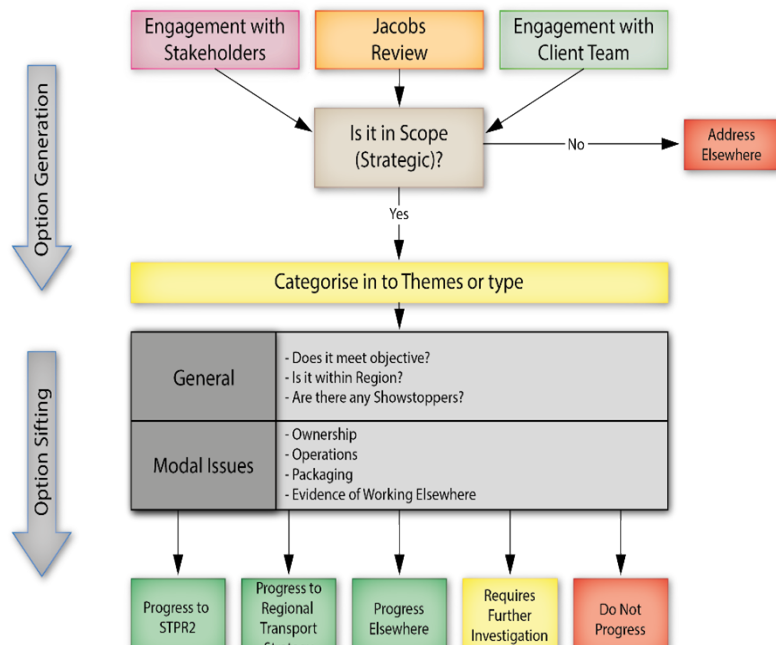 Engagement with
Stakeholders
Jacobs
Review
Engagement with
Client Team
Option Generation
Is it in Scope
(Strategic)?
No
Address
Elsewhere
Yes
Categorise in to Themes or type
Option Sifting
General
- Does it meet objective?
- Is it within Region?
- Are there any Showstoppers?
Modal Issues
- Ownership
- Operations
- Packaging
- Evidence of Working Elsewhere
Progress to
STPR2
Progress to
Regional
Transport
Progress
Elsewhere
Requires
Further
Investigation
Do Not
Progress